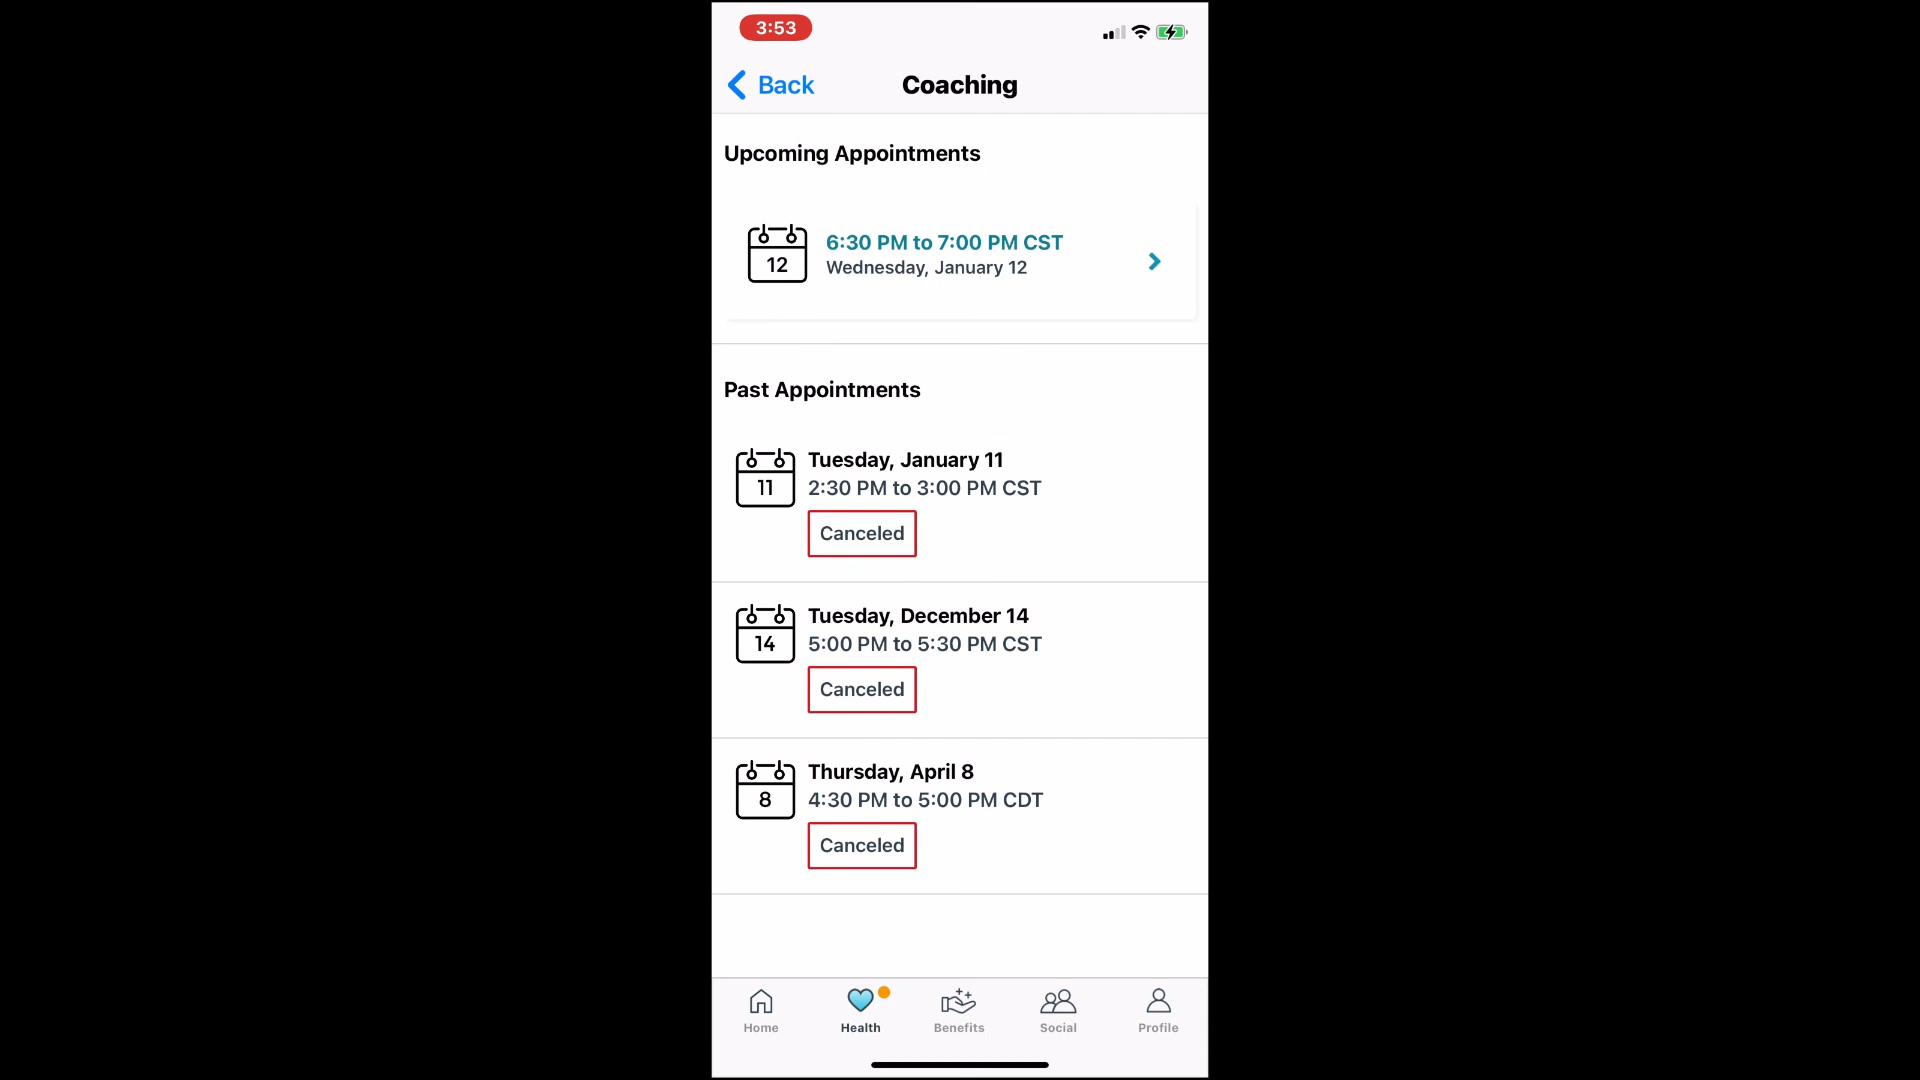 3:53
Back
Coaching
Upcoming Appointments
12
6:30 PM to 7:00 PM CST
Wednesday, January 12
Past Appointments
11
Tuesday, January 11
2:30 PM to 3:00 PM CST
Canceled
14
Tuesday, December 14
5:00 PM to 5:30 PM CST
Canceled
8
Thursday, April 8
4:30 PM to 5:00 PM CDT
Canceled
Home
Health
Benefits
Social
Profile